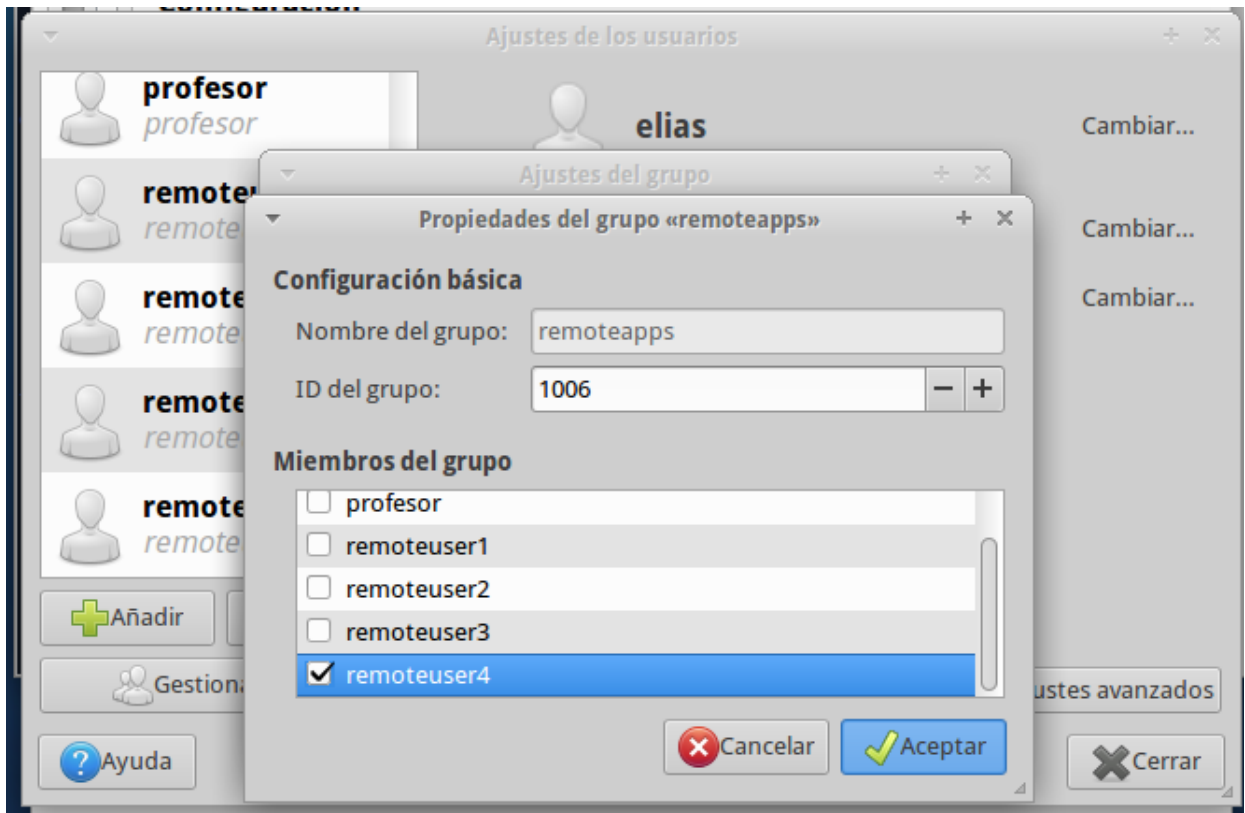 Configuración
Ajustes de los usuarios
profesor
profesor
elias
Cambiar...
Ajustes del grupo
remoteu
remote
Cambiar...
Propiedades del grupo «remoteapps»
Configuración básica
remote
remote
Cambiar...
Nombre del grupo: remoteapps
ID del grupo: 1006
remote
remote
Miembros del grupo
profesor
remoteuser1
remoteuser2
remoteuser3
remoteuser4
remote
remote
Añadir
Gestiona
ustes avanzados
Cancelar
Aceptar
Ayuda
Cerrar